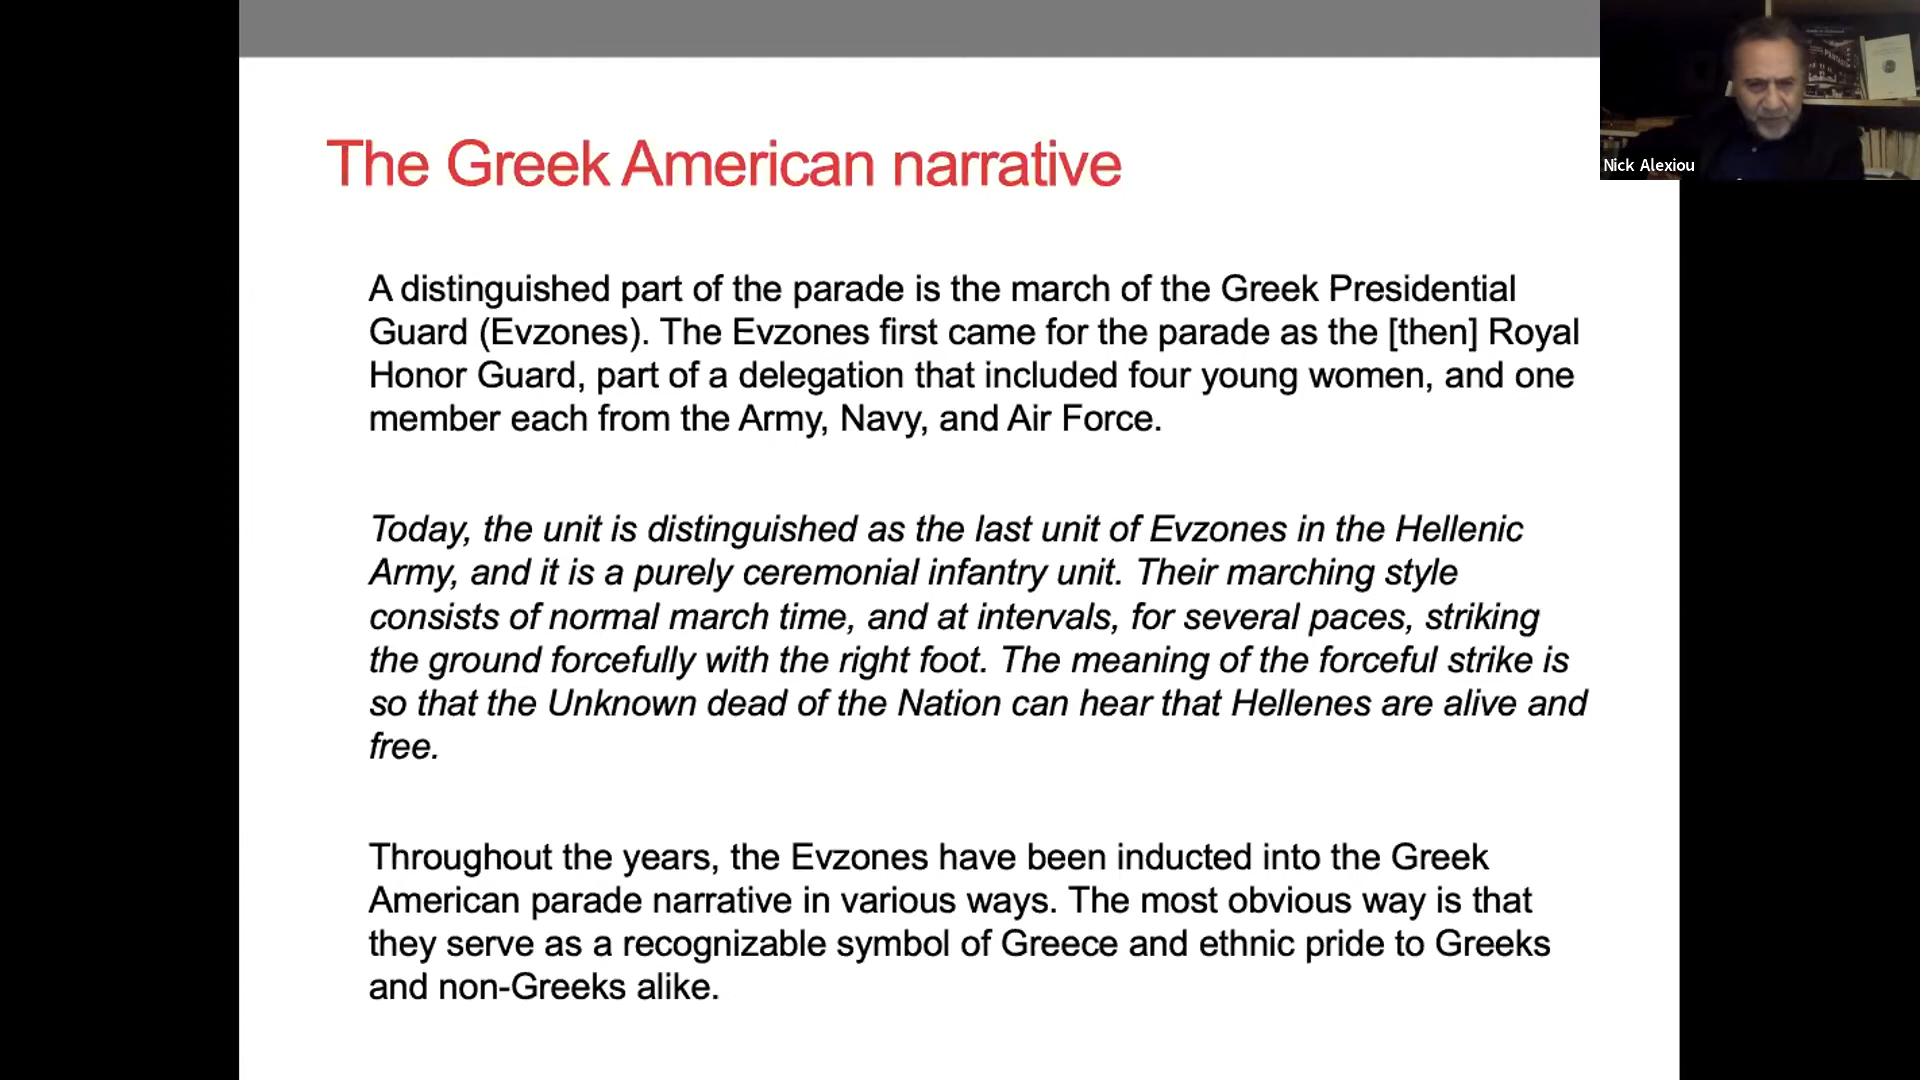 The Greek American narrative
A distinguished part of the parade is the march of the Greek Presidential
Guard (Evzones). The Evzones first came for the parade as the [then] Royal
Honor Guard, part of a delegation that included four young women, and one
member each from the Army, Navy, and Air Force.
Today, the unit is distinguished as the last unit of Evzones in the Hellenic
Army, and it is a purely ceremonial infantry unit. Their marching style
consists of normal march time, and at intervals, for several paces, striking
the ground forcefully with the right foot. The meaning of the forceful strike is
so that the Unknown dead of the Nation can hear that Hellenes are alive and
free.
Throughout the years, the Evzones have been inducted into the Greek
American parade narrative in various ways. The most obvious way is that
they serve as a recognizable symbol of Greece and ethnic pride to Greeks
and non-Greeks alike.
Nick Alexiou